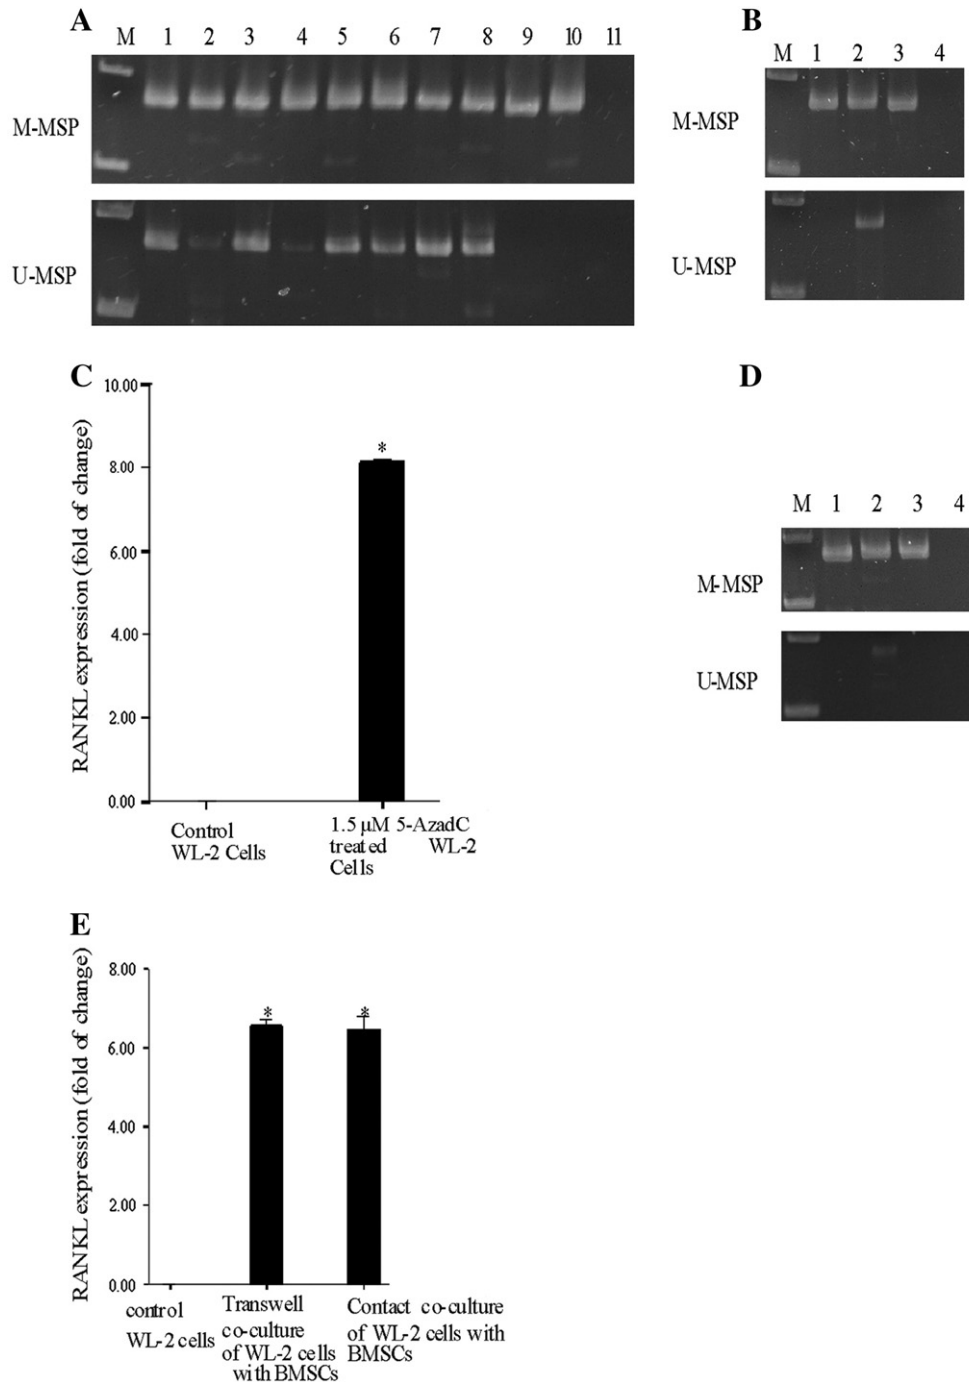 A
M 1 2 3 4 5 6 7 8 9 10 11
M-MSP
U-MSP
B
M 1 2 3 4
M-MSP
U-MSP
C
RANKL expression (fold of change)
10.00
8.00
6.00
4.00
2.00
0.00
*
Control
WL-2 Cells
1.5 μM 5-AzadC
treated WL-2
Cells
D
M 1 2 3 4
M-MSP
U-MSP
E
RANKL expression (fold of change)
8.00
6.00
4.00
2.00
0.00
* *
control
WL-2 cells
Transwell
co-culture
of WL-2 cells
with BMSCs
Contact co-culture
of WL-2 cells with
BMSCs